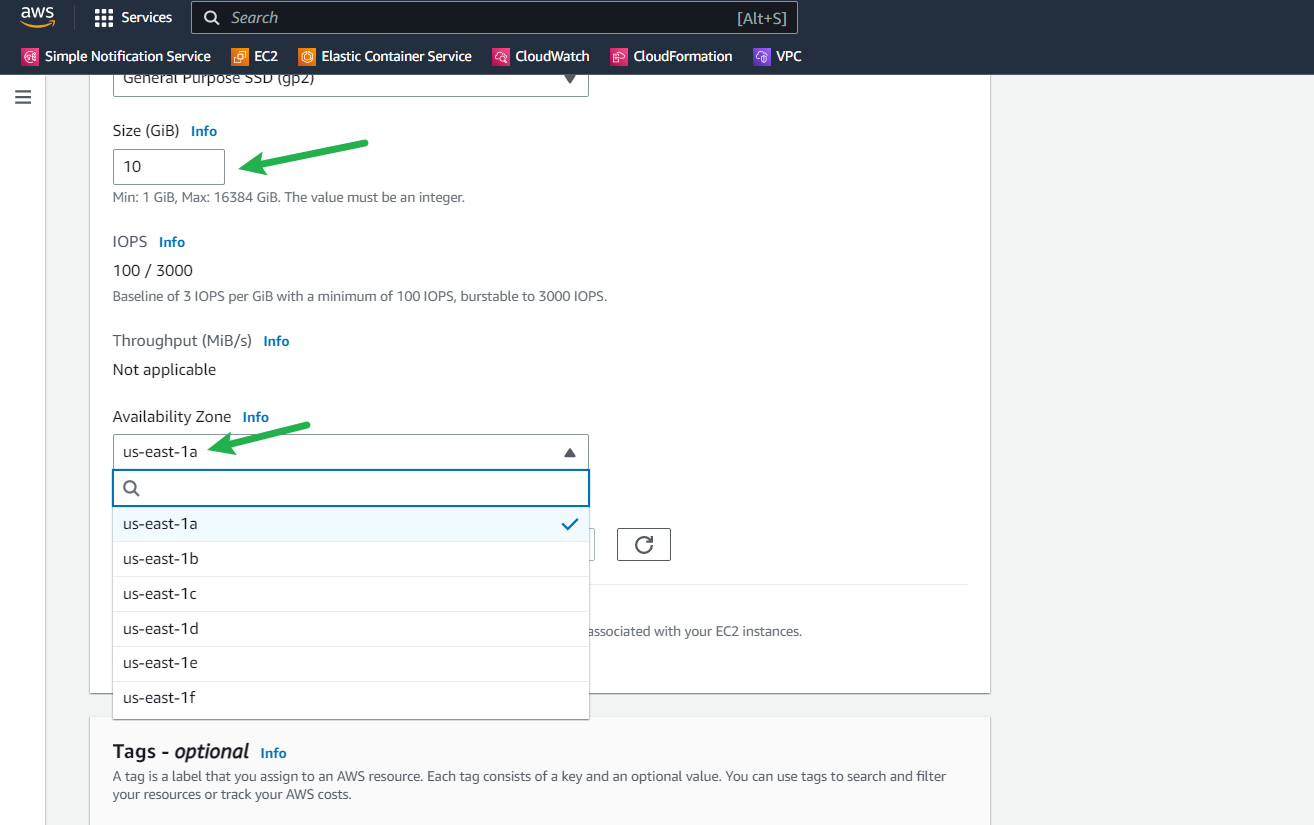 aws
Services
Search
[Alt+S]
Simple Notification Service
EC2
Elastic Container Service
CloudWatch
CloudFormation
VPC
General Purpose SSD (gp2)
Size (GiB) Info
10
Min: 1 GiB, Max: 16384 GiB. The value must be an integer.
IOPS Info
100 / 3000
Baseline of 3 IOPS per GiB with a minimum of 100 IOPS, burstable to 3000 IOPS.
Throughput (MiB/s) Info
Not applicable
Availability Zone Info
us-east-1a
us-east-1a
us-east-1b
us-east-1c
us-east-1d
associated with your EC2 instances.
us-east-1e
us-east-1f
Tags - optional Info
A tag is a label that you assign to an AWS resource. Each tag consists of a key and an optional value. You can use tags to search and filter
your resources or track your AWS costs.